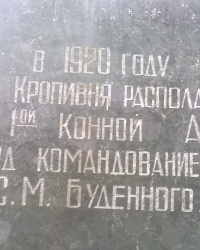 В 1920 ГОДУ
КРОПИВНЯ РАСПОЛ
1ОЙ КОННОЙ А
Д КОМАНДОВАНИЕ
С.М. БУДЕННОГО